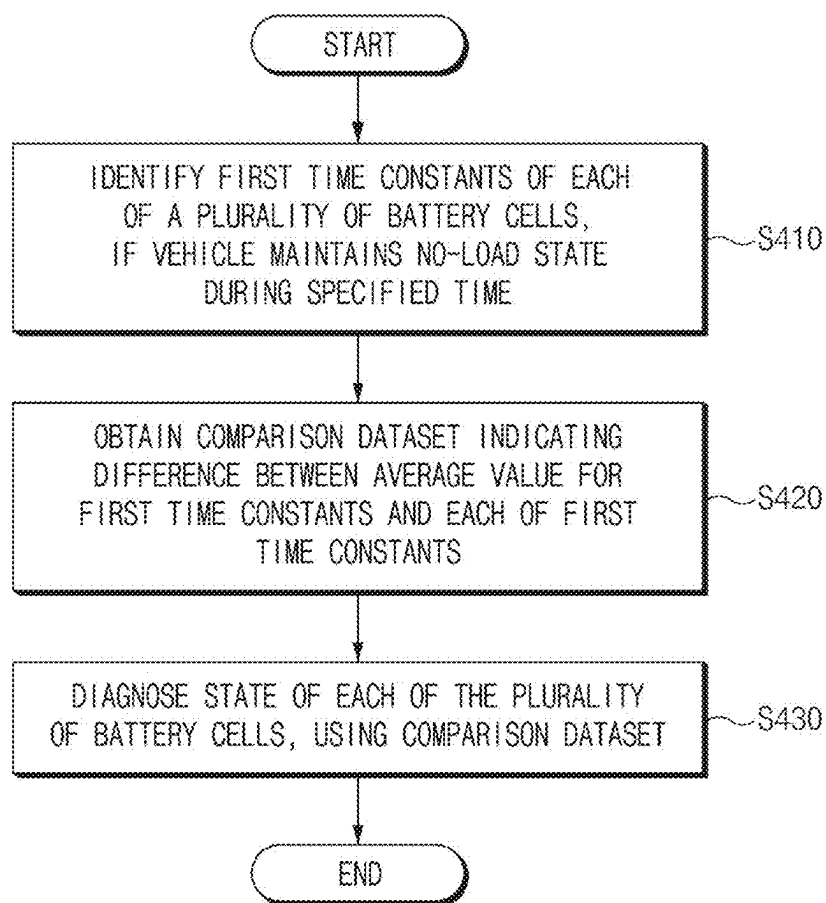 START
IDENTIFY FIRST TIME CONSTANTS OF EACH
OF A PLURALITY OF BATTERY CELLS,
IF VEHICLE MAINTAINS NO-LOAD STATE
DURING SPECIFIED TIME
S410
OBTAIN COMPARISON DATASET INDICATING
DIFFERENCE BETWEEN AVERAGE VALUE FOR
FIRST TIME CONSTANTS AND EACH OF FIRST
TIME CONSTANTS
S420
DIAGNOSE STATE OF EACH OF THE PLURALITY
OF BATTERY CELLS, USING COMPARISON DATASET
S430
END